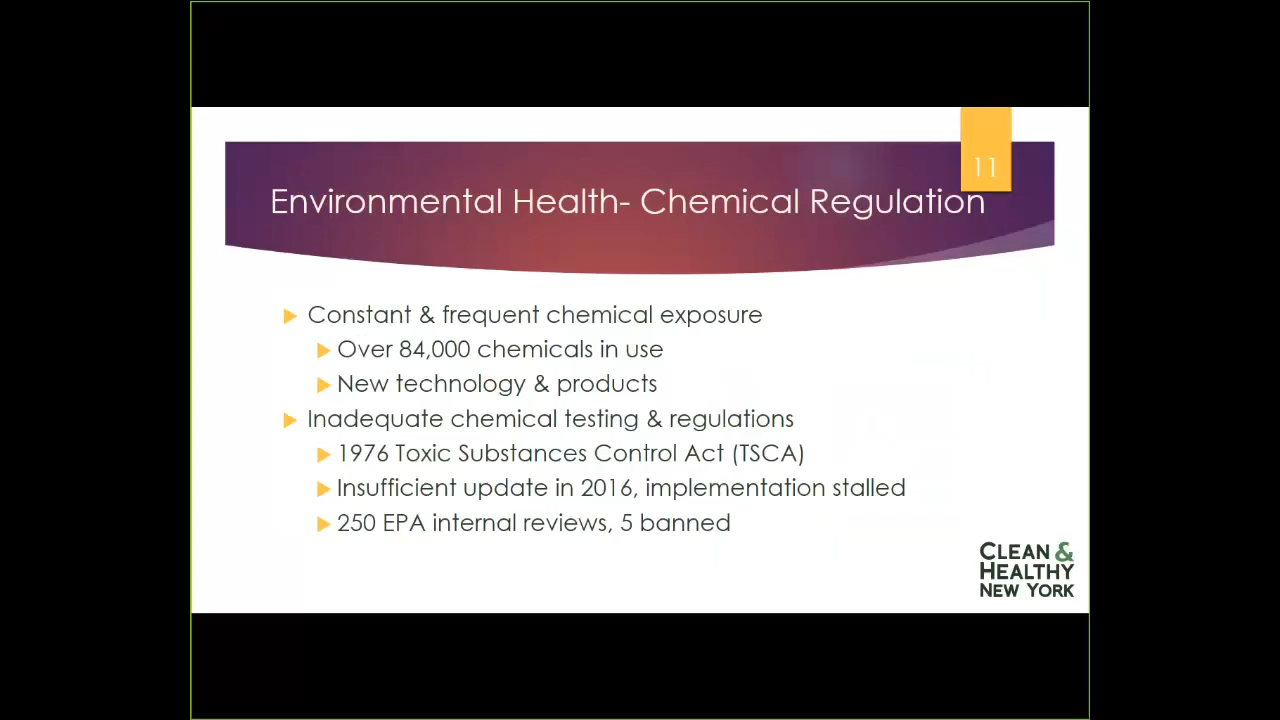 11
Environmental Health- Chemical Regulation
Constant & frequent chemical exposure
Over 84,000 chemicals in use
New technology & products
Inadequate chemical testing & regulations
1976 Toxic Substances Control Act (TSCA)
Insufficient update in 2016, implementation stalled
250 EPA internal reviews, 5 banned
CLEAN &
HEALTHY
NEW YORK